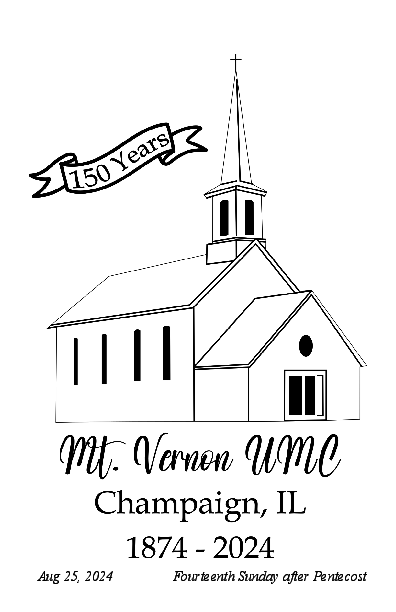 150 Years
Mt. Vernon UMC
Champaign, IL
1874 - 2024
Aug 25, 2024 Fourteenth Sunday after Pentecost